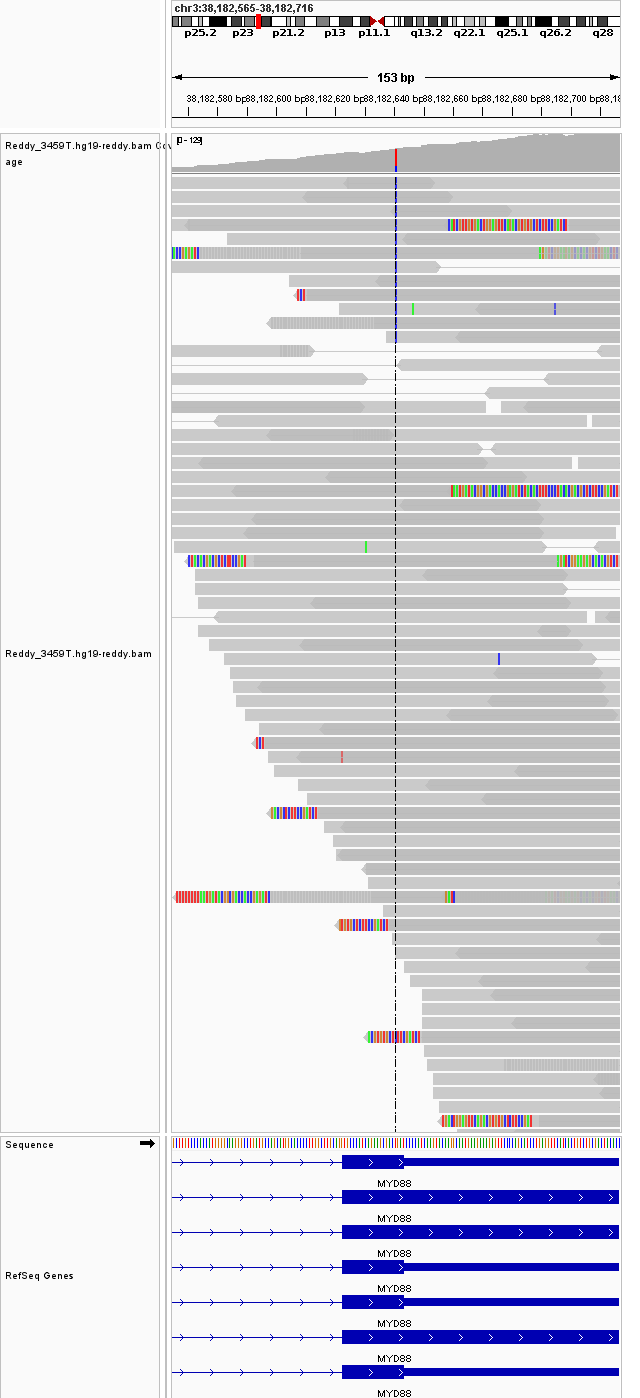 chr3:38,182,565-38,182,716
p25.2 p23 p21.2 p13 p11.1 q13.2 q22.1 q25.1 q26.2 q28
153 bp
38,182,580 bp 38,182,600 bp 38,182,620 bp 38,182,640 bp 38,182,660 bp 38,182,680 bp 38,182,700 bp
Reddy_3459T.hg19-reddy.bam
[0 - 129]
age
Reddy_3459T.hg19-reddy.bam
Sequence
MYD88
MYD88
MYD88
MYD88
RefSeq Genes
MYD88
MYD88
MYD88